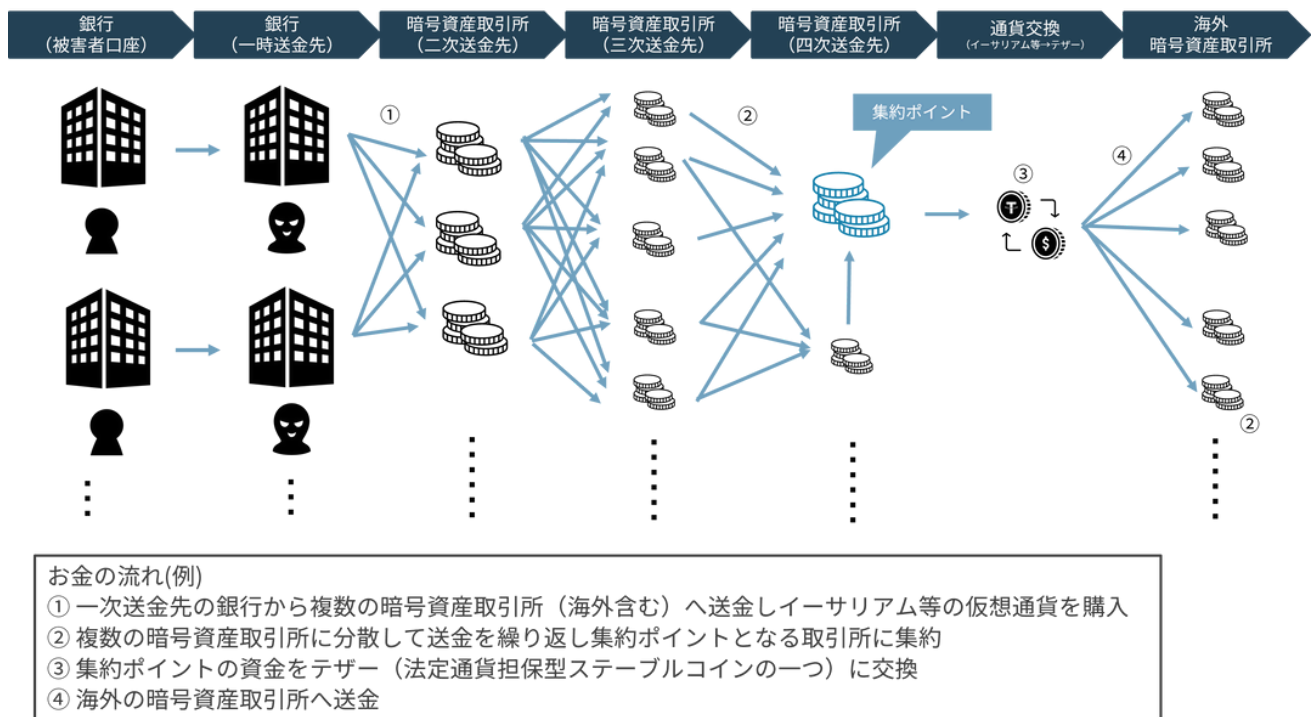 銀行
（被害者口座）
銀行
（一時送金先）
暗号資産取引所
（二次送金先）
暗号資産取引所
（三次送金先）
暗号資産取引所
（四次送金先）
通貨交換
（イーサリアム等→テザー）
海外
暗号資産取引所
①
②
集約ポイント
③
④
②
お金の流れ(例)
① 一次送金先の銀行から複数の暗号資産取引所（海外含む）へ送金しイーサリアム等の仮想通貨を購入
② 複数の暗号資産取引所に分散して送金を繰り返し集約ポイントとなる取引所に集約
③ 集約ポイントの資金をテザー（法定通貨担保型ステーブルコインの一つ）に交換
④ 海外の暗号資産取引所へ送金